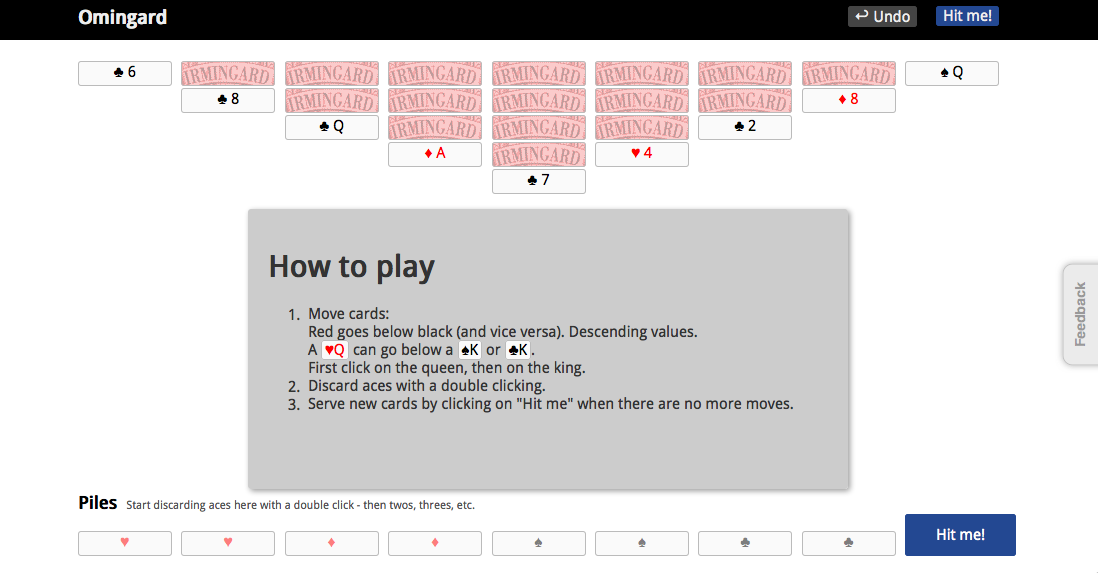 Omingard
↩ Undo
Hit me!
♣ 6 IRMINGARD IRMINGARD IRMINGARD IRMINGARD IRMINGARD IRMINGARD IRMINGARD ♠ Q
♣ 8 IRMINGARD IRMINGARD IRMINGARD IRMINGARD IRMINGARD ♦ 8
♣ Q IRMINGARD IRMINGARD IRMINGARD ♣ 2
♦ A IRMINGARD ♥ 4
♣ 7
How to play
1. Move cards:
Red goes below black (and vice versa). Descending values.
A ♥Q can go below a ♠K or ♣K.
First click on the queen, then on the king.
2. Discard aces with a double clicking.
3. Serve new cards by clicking on "Hit me" when there are no more moves.
Feedback
Piles Start discarding aces here with a double click - then twos, threes, etc.
♥ ♥ ♦ ♦ ♠ ♠ ♣ ♣
Hit me!